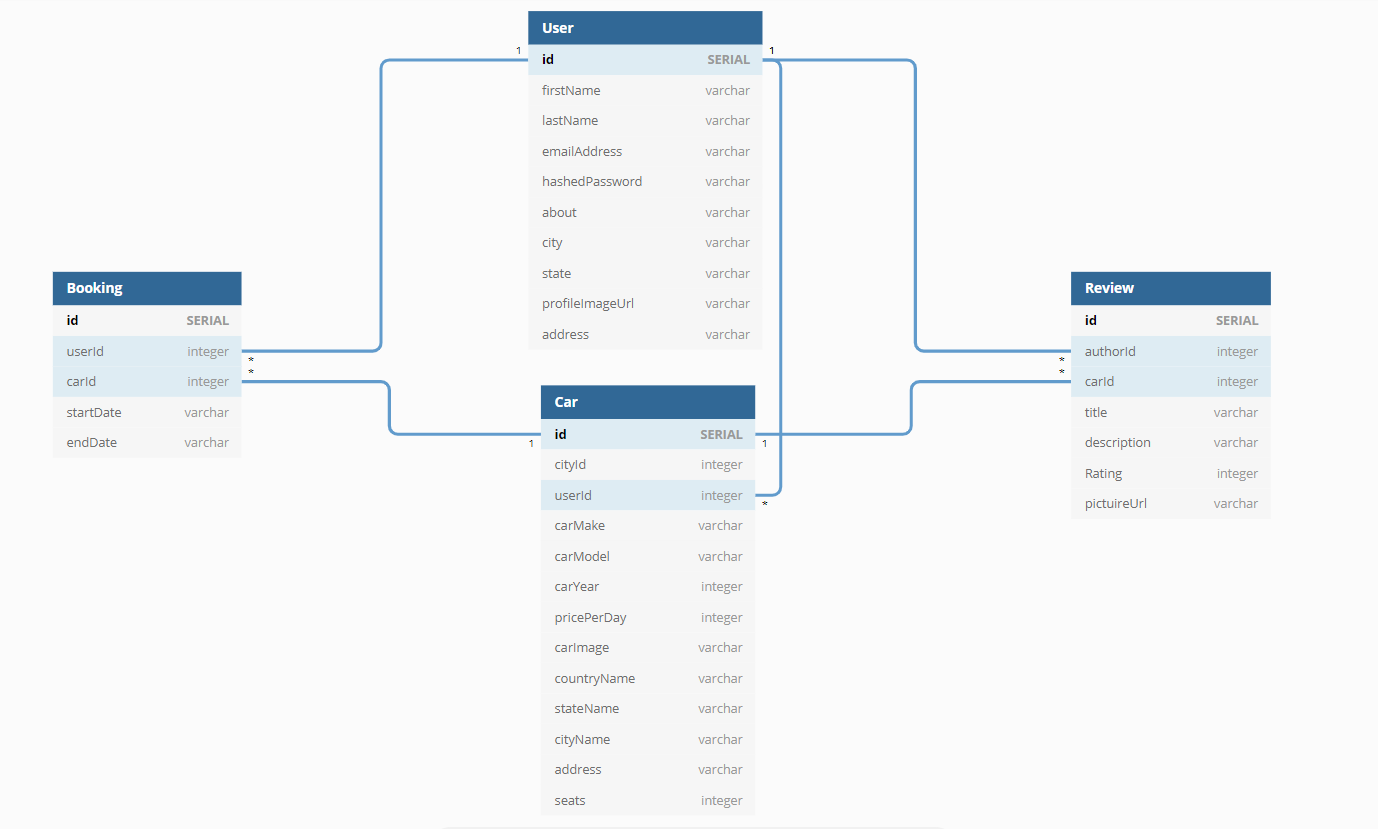 User
1
id SERIAL
1
firstName varchar
lastName varchar
emailAddress varchar
hashedPassword varchar
about varchar
city varchar
state varchar
profileImageUrl varchar
address varchar
Booking
id SERIAL
userId integer
*
*
carId integer
startDate varchar
endDate varchar
Car
1
id SERIAL
1
cityId integer
userId integer
*
carMake varchar
carModel varchar
carYear integer
pricePerDay integer
carImage varchar
countryName varchar
stateName varchar
cityName varchar
address varchar
seats integer
Review
id SERIAL
authorId integer
*
*
carId integer
title varchar
description varchar
Rating integer
pictuireUrl varchar